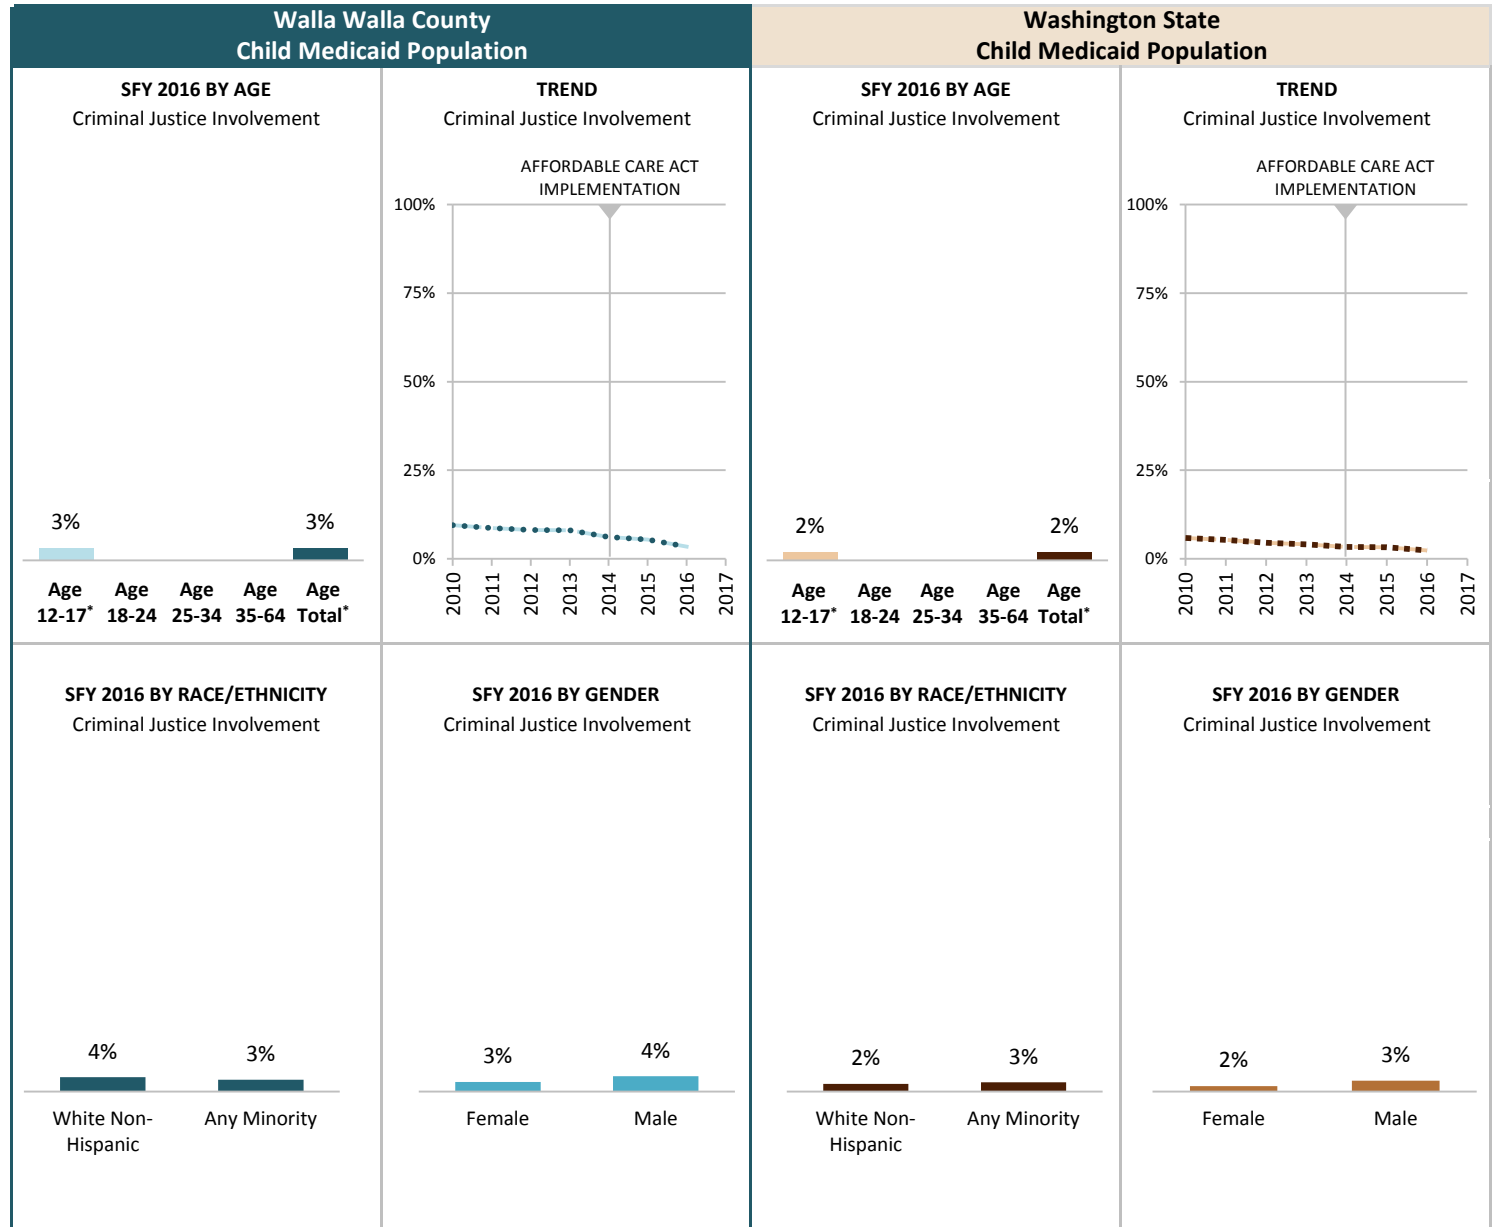 Walla Walla County
Child Medicaid Population
Washington State
Child Medicaid Population
SFY 2016 BY AGE
Criminal Justice Involvement
3%
3%
Age Age Age Age Age
12-17* 18-24 25-34 35-64 Total*
TREND
Criminal Justice Involvement
AFFORDABLE CARE ACT
IMPLEMENTATION
100%
75%
50%
25%
0%
2010
2011
2012
2013
2014
2015
2016
2017
SFY 2016 BY AGE
Criminal Justice Involvement
2%
2%
Age Age Age Age Age
12-17* 18-24 25-34 35-64 Total*
TREND
Criminal Justice Involvement
AFFORDABLE CARE ACT
IMPLEMENTATION
100%
75%
50%
25%
0%
2010
2011
2012
2013
2014
2015
2016
2017
SFY 2016 BY RACE/ETHNICITY
Criminal Justice Involvement
4%
3%
White Non-
Hispanic
Any Minority
SFY 2016 BY GENDER
Criminal Justice Involvement
3%
4%
Female
Male
SFY 2016 BY RACE/ETHNICITY
Criminal Justice Involvement
2%
3%
White Non-
Hispanic
Any Minority
SFY 2016 BY GENDER
Criminal Justice Involvement
2%
3%
Female
Male